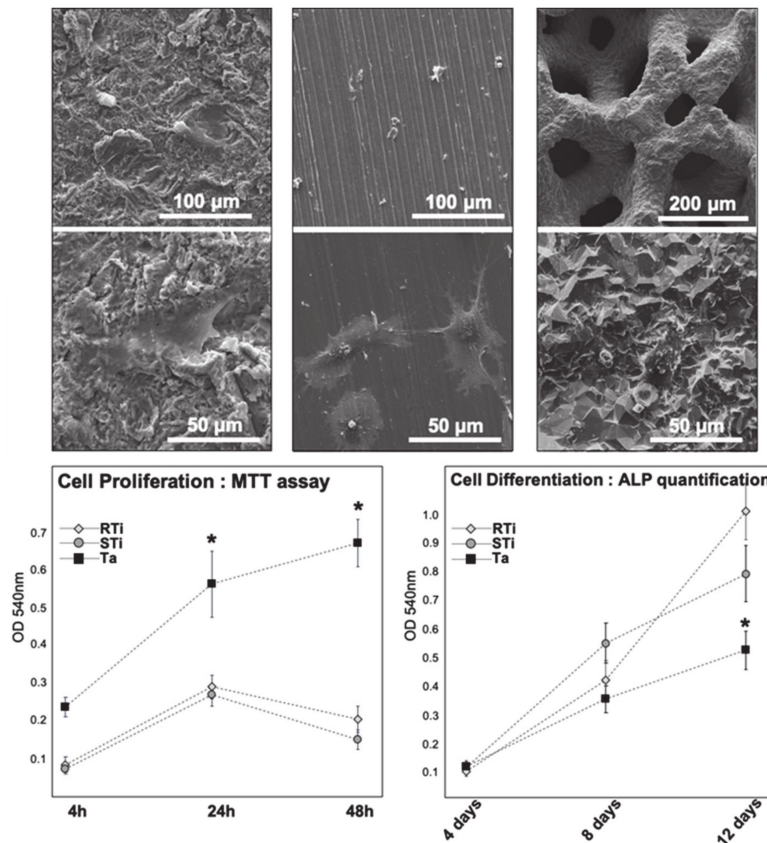 100 µm
100 µm
200 µm
50 µm
50 µm
50 µm
Cell Proliferation : MTT assay
0.7
0.6
0.5
0.4
0.3
0.2
0.1
OD 540nm
RTi
STi
Ta
*
*
4h
24h
48h
Cell Differentiation : ALP quantification
1.0
0.9
0.8
0.7
0.6
0.5
0.4
0.3
0.2
0.1
OD 540nm
RTi
STi
Ta
*
4 days
8 days
12 days